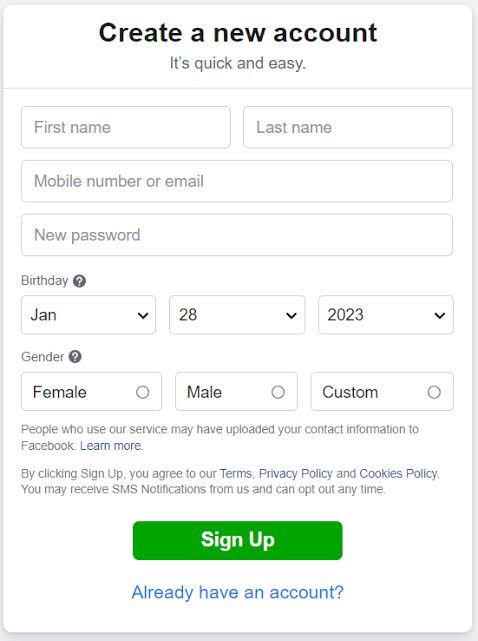 Create a new account
It's quick and easy.
First name Last name
Mobile number or email
New password
Birthday ?
Jan 28 2023
Gender ?
Female Male Custom
People who use our service may have uploaded your contact information to
Facebook. Learn more.
By clicking Sign Up, you agree to our Terms, Privacy Policy and Cookies Policy.
You may receive SMS Notifications from us and can opt out any time.
Sign Up
Already have an account?